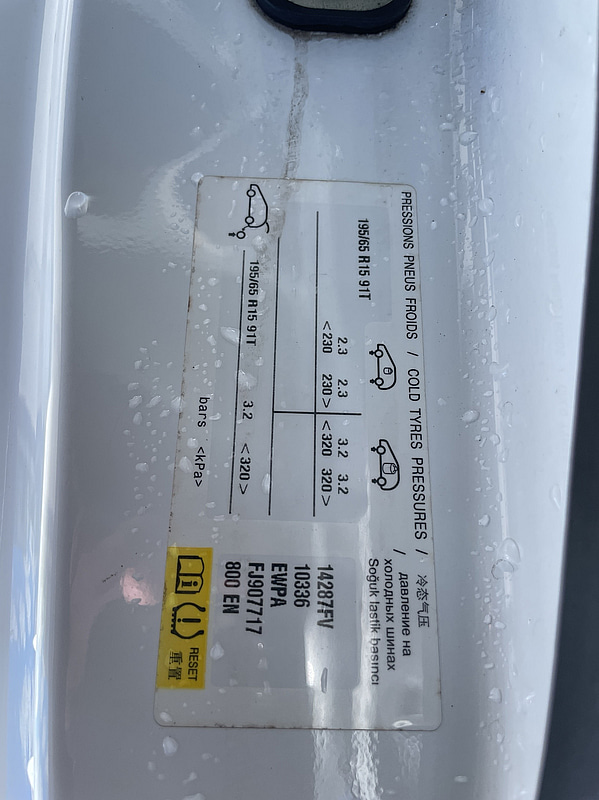 PRESSIONS PNEUS FROIDS / COLD TYRES PRESSURES / 冷态气压
/ давление на
холодных шинах
Soğuk lastik basıncı
195/65 R15 91T
2.3 2.3 3.2 3.2
<230 230> <320 320>
195/65 R15 91T 3.2 <320>
bars <kPa>
14287FV
10336
EWPA
FJ907717
800 EN
RESET
重置